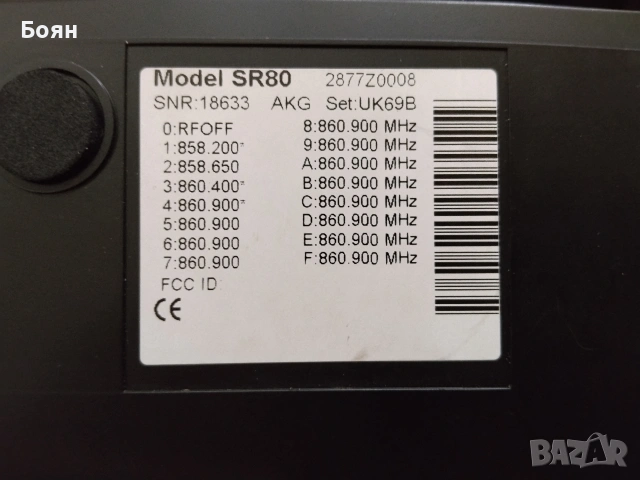 Боян
Model SR80 2877Z0008
SNR:18633 AKG Set:UK69B
0:RFOFF 8:860.900 MHz
1:858.200" 9:860.900 MHz
2:858.650 A:860.900 MHz
3:860.400" B:860.900 MHz
4:860.900" C:860.900 MHz
5:860.900 D:860.900 MHz
6:860.900 E:860.900 MHz
7:860.900 F:860.900 MHz
FCC ID:
CE
BAZAR